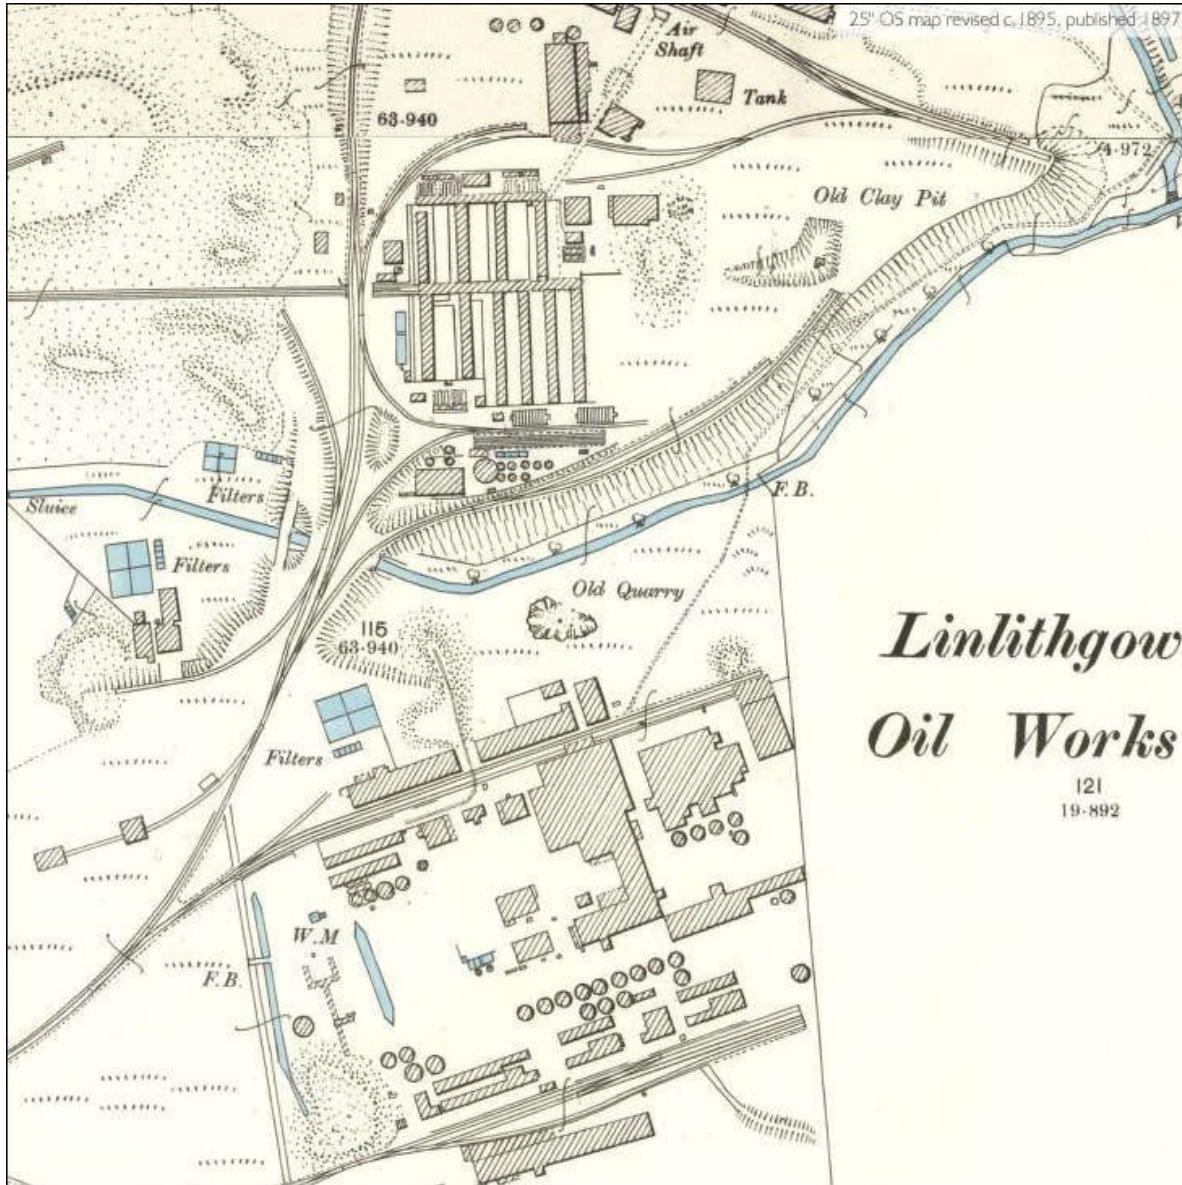 25" OS map revised c. 1895, published 1897
Air
Shaft
Tank
63·940
4·972
Old Clay Pit
Sluice
Filters
F.B.
Filters
Old Quarry
115
63·940
Linlithgow
Oil Works
121
19·892
Filters
W.M
F.B.